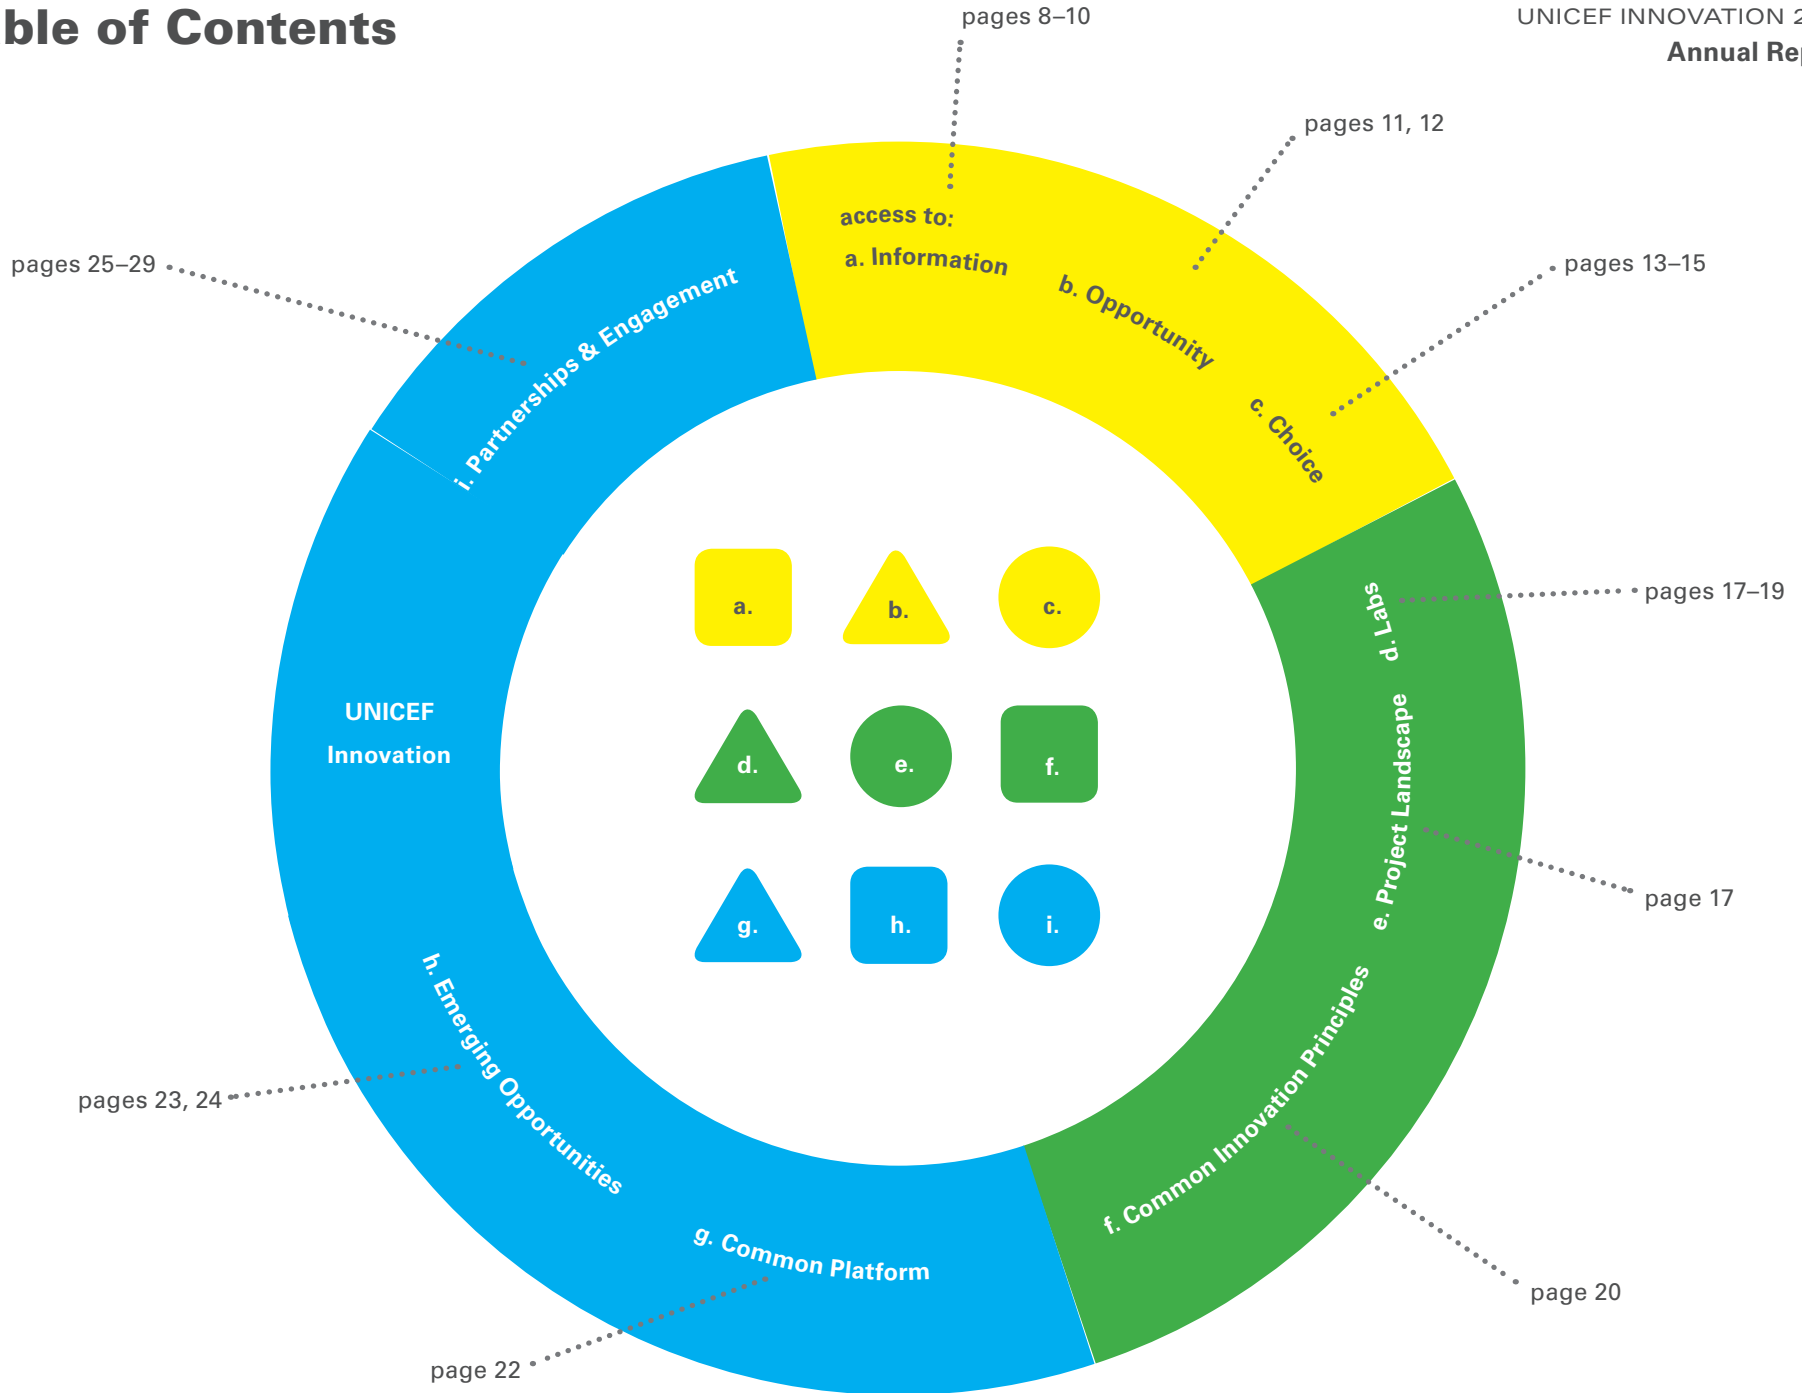 ble of Contents
UNICEF INNOVATION 2
Annual Rep
pages 8–10
pages 11, 12
pages 13–15
pages 25–29
access to:
a. Information
b. Opportunity
c. Choice
i. Partnerships & Engagement
d. Labs
pages 17–19
a.
b.
c.
UNICEF
Innovation
e. Project Landscape
page 17
d.
e.
f.
g.
h.
i.
h. Emerging Opportunities
pages 23, 24
f. Common Innovation Principles
page 20
g. Common Platform
page 22